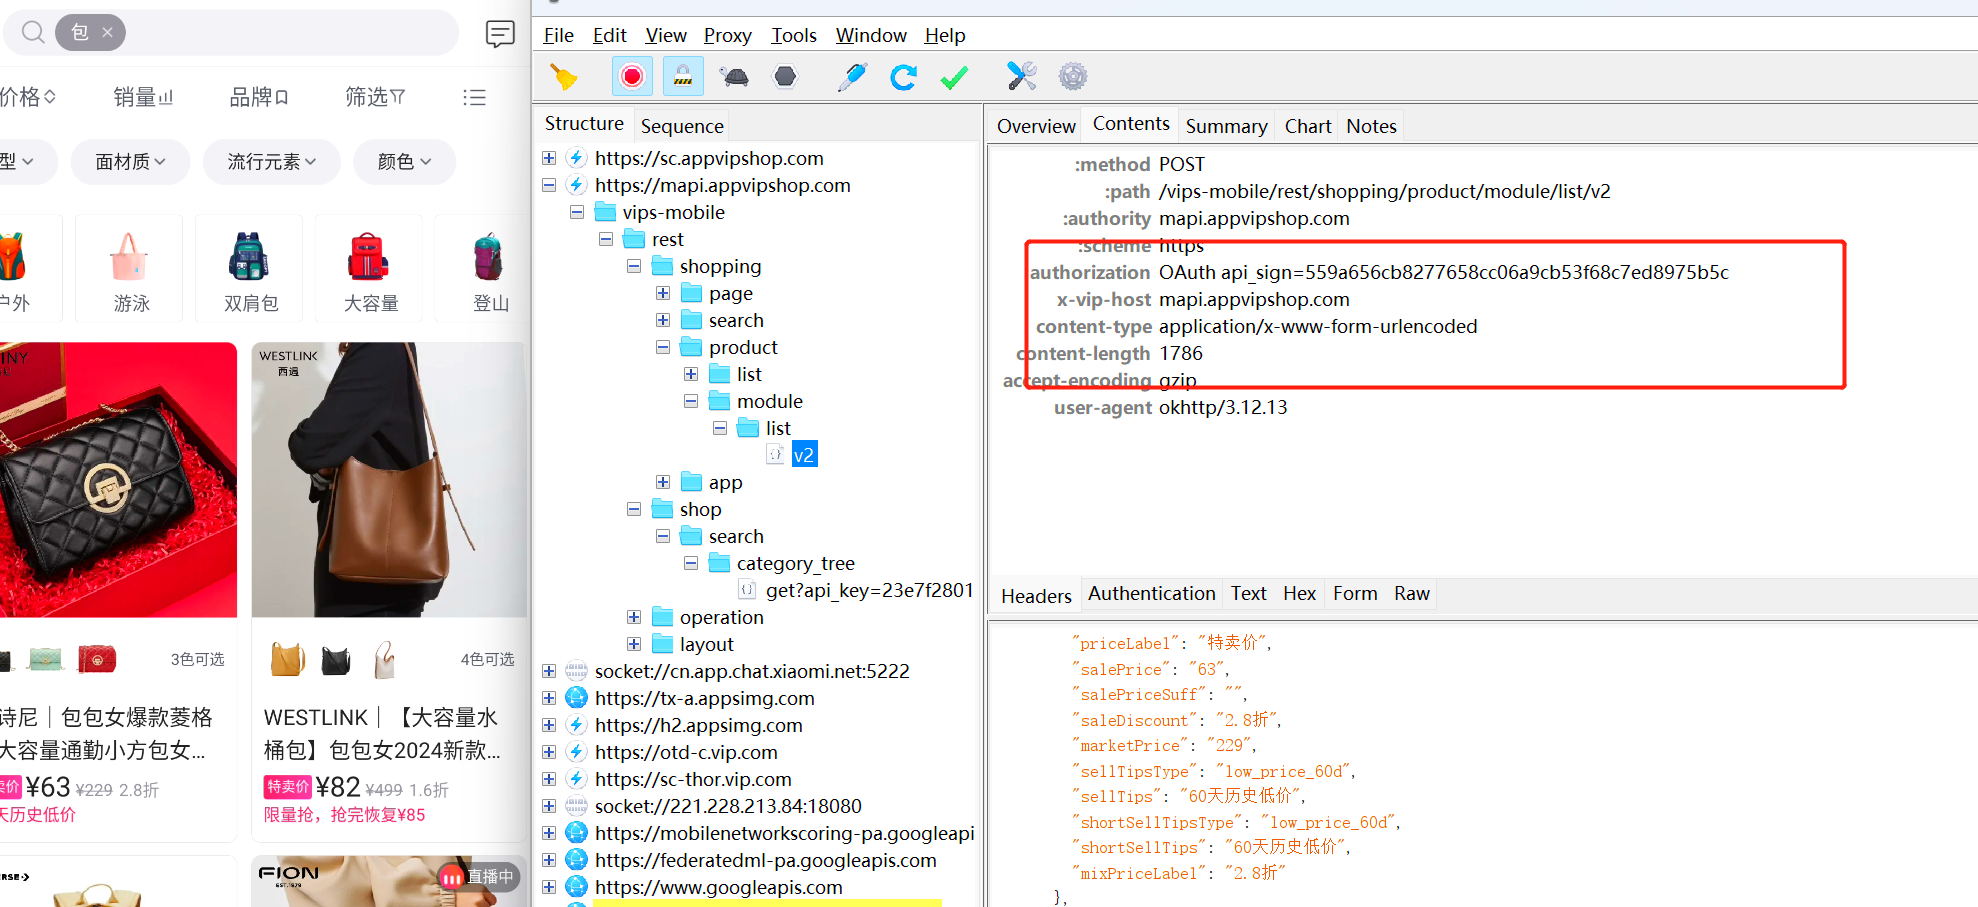 包 ×
价格
销量
品牌
筛选
型
面材质
流行元素
颜色
户外
游泳
双肩包
大容量
登山
INY
WESTLINK
西遇
3色可选
4色可选
诗尼｜包包女爆款菱格
大容量通勤小方包女...
卖价 ¥63 ¥229 2.8折
天历史低价
WESTLINK｜【大容量水
桶包】包包女2024新款...
特卖价 ¥82 ¥499 1.6折
限量抢，抢完恢复¥85
ERSE
FION
EST.1979
直播中
File Edit View Proxy Tools Window Help
Structure
Sequence
https://sc.appvipshop.com
https://mapi.appvipshop.com
vips-mobile
rest
shopping
page
search
product
list
module
list
v2
app
shop
search
category_tree
get?api_key=23e7f2801
operation
layout
socket://cn.app.chat.xiaomi.net:5222
https://tx-a.appsimg.com
https://h2.appsimg.com
https://otd-c.vip.com
https://sc-thor.vip.com
socket://221.228.213.84:18080
https://mobilenetworkscoring-pa.googleapi
https://federatedml-pa.googleapis.com
https://www.googleapis.com
Overview Contents Summary Chart Notes
:method POST
:path /vips-mobile/rest/shopping/product/module/list/v2
:authority mapi.appvipshop.com
:scheme https
authorization OAuth api_sign=559a656cb8277658cc06a9cb53f68c7ed8975b5c
x-vip-host mapi.appvipshop.com
content-type application/x-www-form-urlencoded
content-length 1786
accept-encoding gzip
user-agent okhttp/3.12.13
Headers Authentication Text Hex Form Raw
"priceLabel": "特卖价",
"salePrice": "63",
"salePriceSuff": "",
"saleDiscount": "2.8折",
"marketPrice": "229",
"sellTipsType": "low_price_60d",
"sellTips": "60天历史低价",
"shortSellTipsType": "low_price_60d",
"shortSellTips": "60天历史低价",
"mixPriceLabel": "2.8折"
},